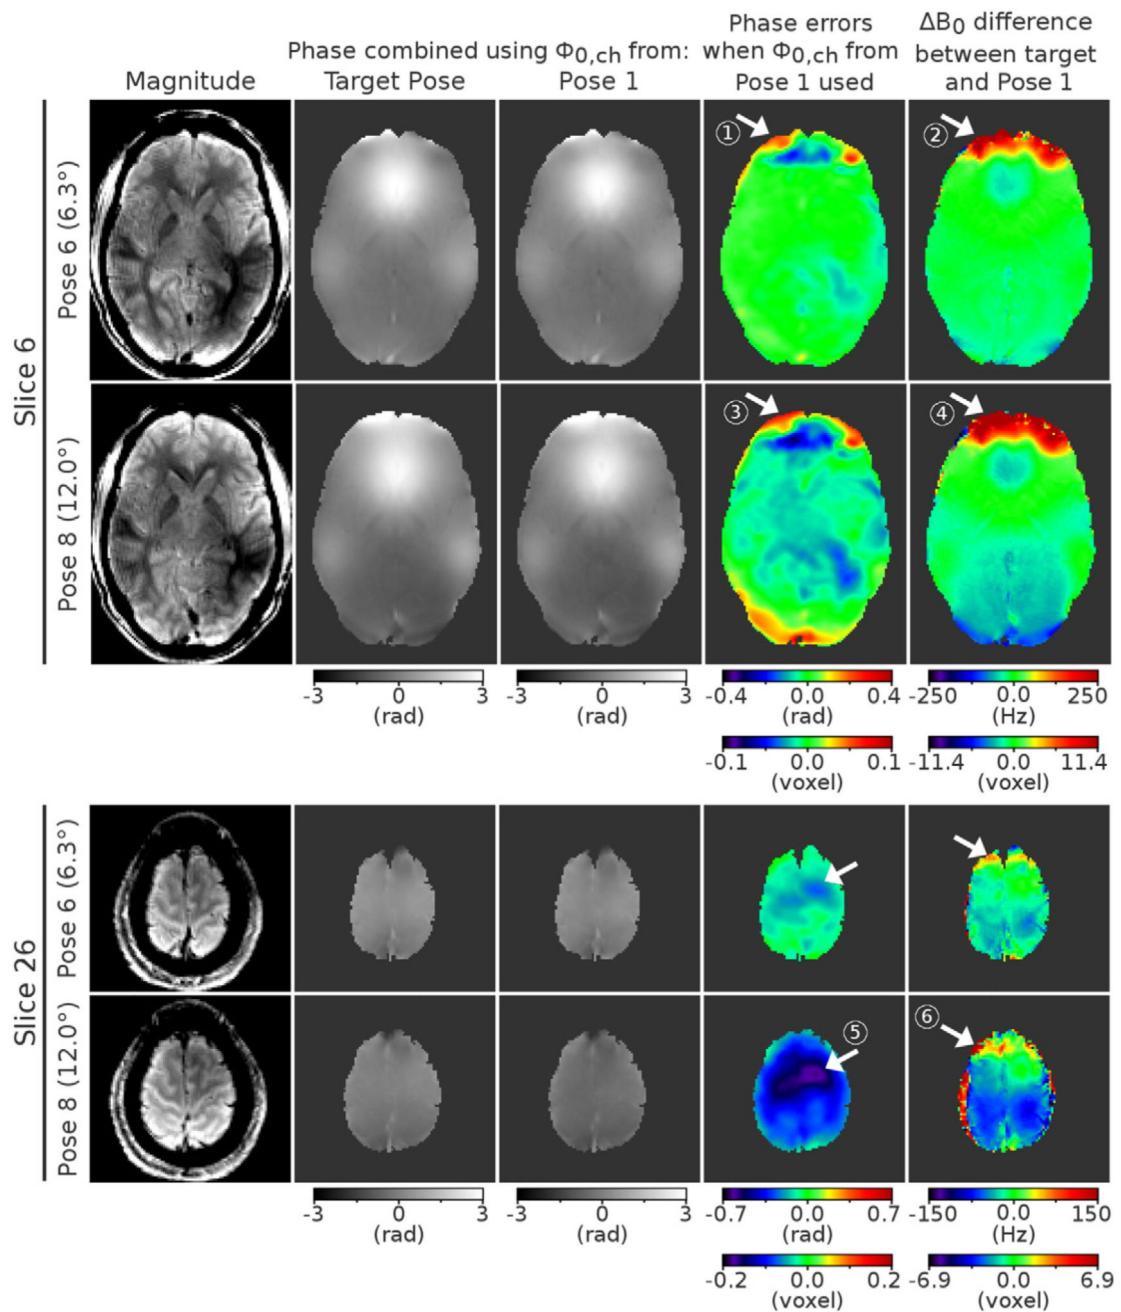 Magnitude
Phase combined using Φ0,ch from:
Target Pose
Pose 1
Phase errors
when Φ0,ch from
Pose 1 used
ΔB0 difference
between target
and Pose 1
Slice 6
Pose 6 (6.3°)
① ②
Pose 8 (12.0°)
③ ④
-3 0 3 -3 0 3 -0.4 0.0 0.4 -250 0.0 250
(rad) (rad) (rad) (Hz)
-0.1 0.0 0.1 -11.4 0.0 11.4
(voxel) (voxel)
Slice 26
Pose 6 (6.3°)
Pose 8 (12.0°)
⑤ ⑥
-3 0 3 -3 0 3 -0.7 0.0 0.7 -150 0.0 150
(rad) (rad) (rad) (Hz)
-0.2 0.0 0.2 -6.9 0.0 6.9
(voxel) (voxel)